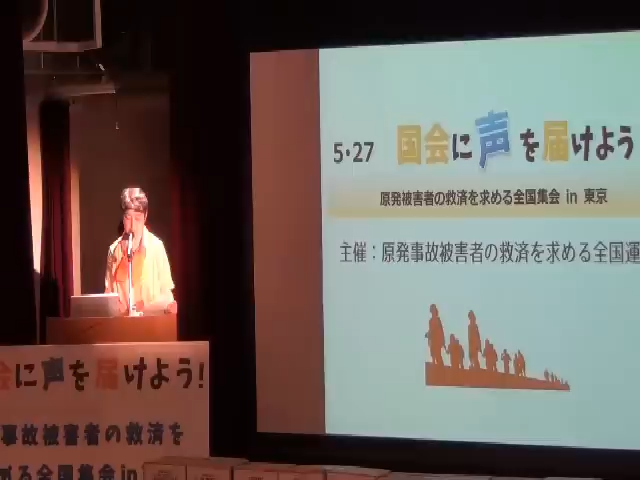 5・27 国会に声を届けよう
原発被害者の救済を求める全国集会 in 東京
主催：原発事故被害者の救済を求める全国運
会に声を届けよう!
事故被害者の救済を
める全国集会in